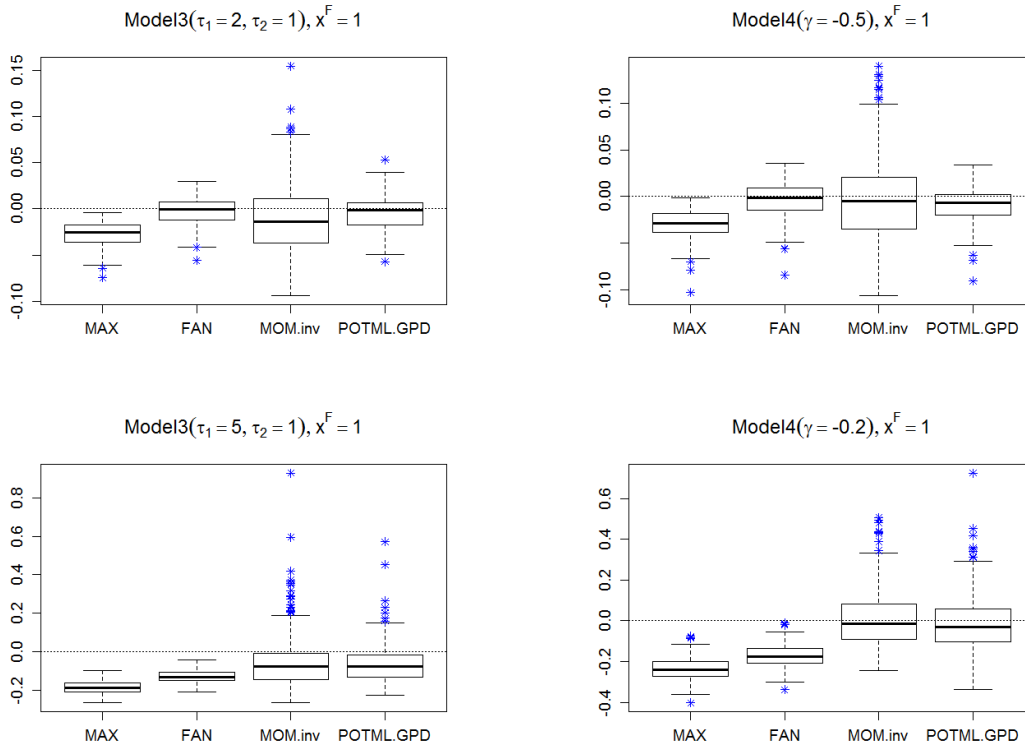 Model3(τ₁ = 2, τ₂ = 1), xᶠ = 1
0.15
0.10
0.05
0.00
-0.10
MAX FAN MOM.inv POTML.GPD
Model4(γ = -0.5), xᶠ = 1
0.10
0.05
0.00
-0.10
MAX FAN MOM.inv POTML.GPD
Model3(τ₁ = 5, τ₂ = 1), xᶠ = 1
0.8
0.6
0.4
0.2
0.0
-0.2
MAX FAN MOM.inv POTML.GPD
Model4(γ = -0.2), xᶠ = 1
0.6
0.4
0.2
0.0
-0.2
-0.4
MAX FAN MOM.inv POTML.GPD